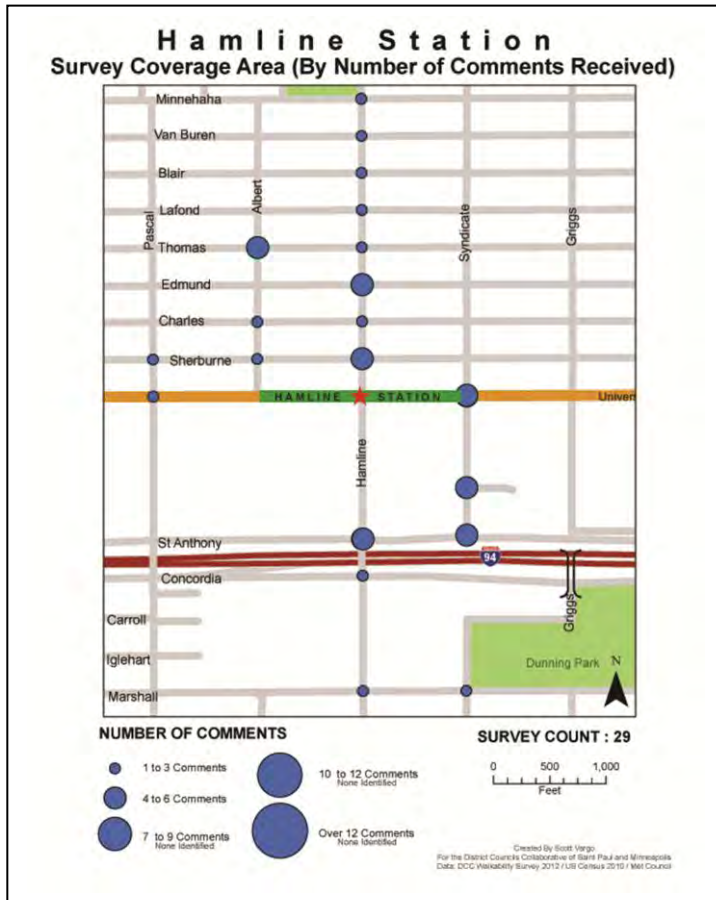 Hamline Station
Survey Coverage Area (By Number of Comments Received)
Minnehaha
Van Buren
Blair
Lafond
Pascal
Albert
Syndicate
Griggs
Thomas
Edmund
Charles
Sherburne
HAMLINE STATION
Univer
Hamline
St Anthony
94
Concordia
Griggs
Carroll
Iglehart
Dunning Park
N
Marshall
NUMBER OF COMMENTS
1 to 3 Comments
4 to 6 Comments
7 to 9 Comments
None Identified
10 to 12 Comments
None Identified
Over 12 Comments
None Identified
SURVEY COUNT : 29
0 500 1,000
Feet
Created By Scott Vargo
For the District Councils Collaborative of Saint Paul and Minneapolis
Data: DCC Walkability Survey 2012 / US Census 2010 / Met Council